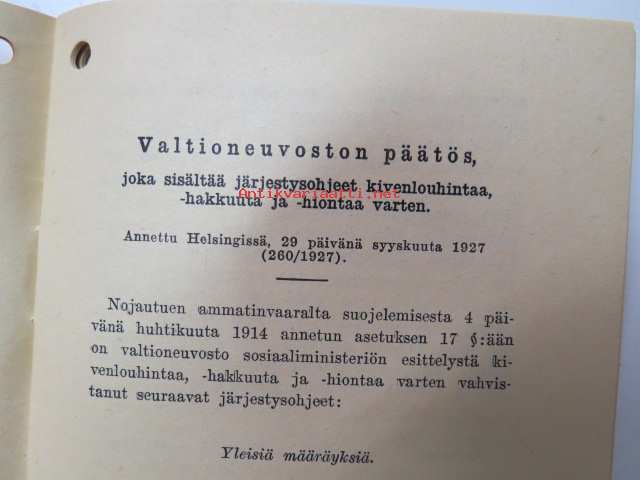 Valtioneuvoston päätös,
joka sisältää järjestysohjeet kivenlouhintaa,
Antikvariaatti.net
-hakkuuta ja -hiontaa varten.
Annettu Helsingissä, 29 päivänä syyskuuta 1927
(260/1927).
Nojautuen ammatinvaaralta suojelemisesta 4 päi-
vänä huhtikuuta 1914 annetun asetuksen 17 §:ään
on valtioneuvosto sosiaaliministeriön esittelystä ki-
venlouhintaa, -hakkuuta ja -hiontaa varten vahvis-
tanut seuraavat järjestysohjeet:
Yleisiä määräyksiä.